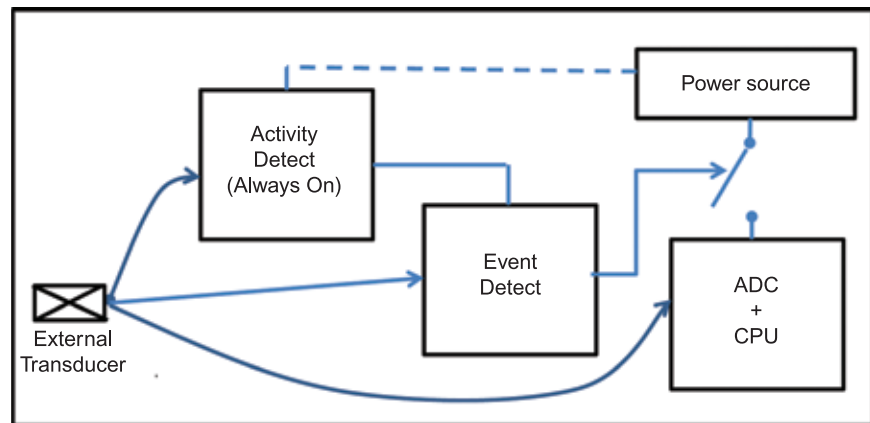 Power source
Activity
Detect
(Always On)
Event
Detect
ADC
+
CPU
External
Transducer